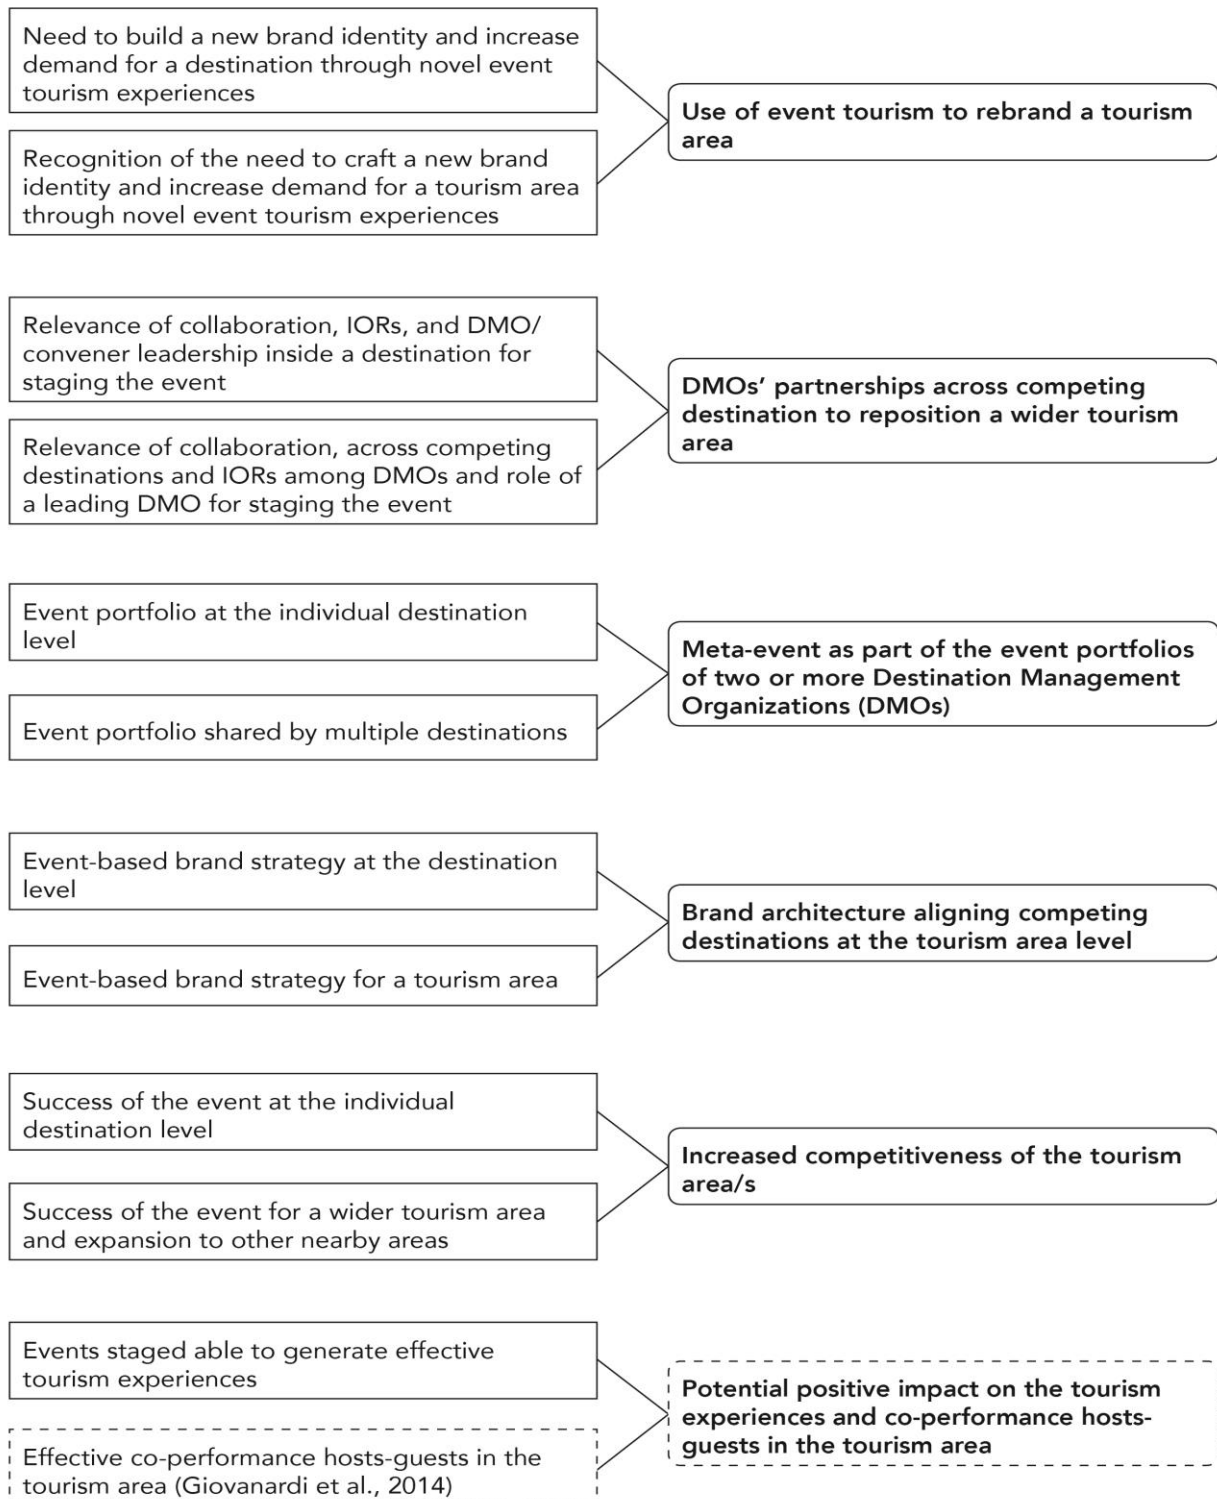 Need to build a new brand identity and increase
demand for a destination through novel event
tourism experiences
Use of event tourism to rebrand a tourism
area
Recognition of the need to craft a new brand
identity and increase demand for a tourism area
through novel event tourism experiences
Relevance of collaboration, IORs, and DMO/
convener leadership inside a destination for
staging the event
DMOs’ partnerships across competing
destination to reposition a wider tourism
area
Relevance of collaboration, across competing
destinations and IORs among DMOs and role of
a leading DMO for staging the event
Event portfolio at the individual destination
level
Meta-event as part of the event portfolios
of two or more Destination Management
Organizations (DMOs)
Event portfolio shared by multiple destinations
Event-based brand strategy at the destination
level
Brand architecture aligning competing
destinations at the tourism area level
Event-based brand strategy for a tourism area
Success of the event at the individual
destination level
Increased competitiveness of the tourism
area/s
Success of the event for a wider tourism area
and expansion to other nearby areas
Events staged able to generate effective
tourism experiences
Potential positive impact on the tourism
experiences and co-performance hosts-
guests in the tourism area
Effective co-performance hosts-guests in the
tourism area (Giovanardi et al., 2014)